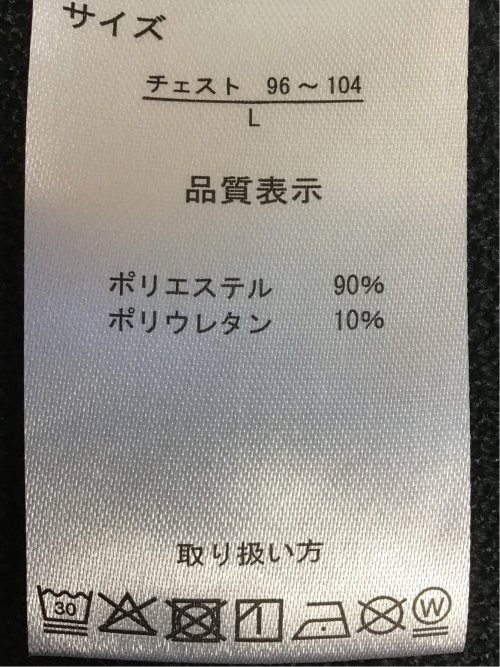 サイズ
チェスト 96～104
L
品質表示
ポリエステル 90%
ポリウレタン 10%
取り扱い方
30
W